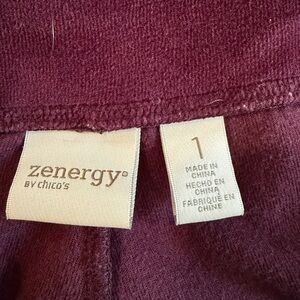 zenergy®
BY chico's
1
MADE IN
CHINA
HECHO EN
CHINA
FABRIQUÉ EN
CHINE